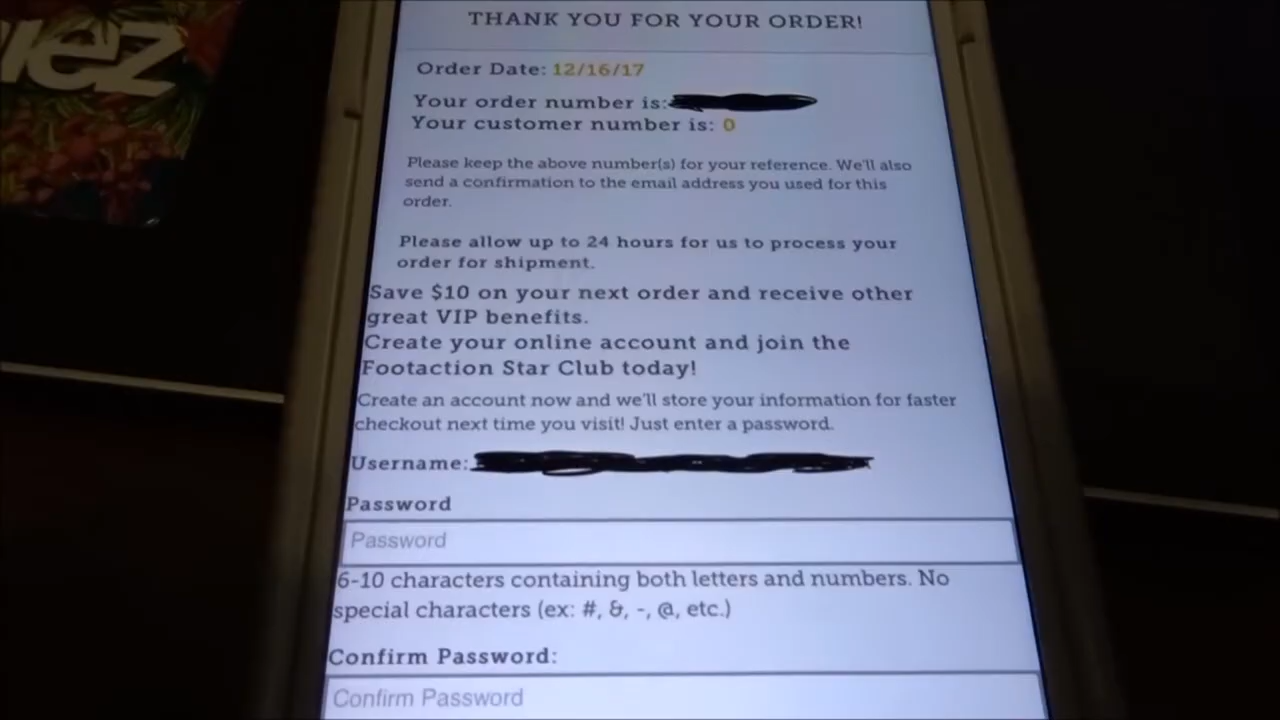 THANK YOU FOR YOUR ORDER!
Order Date: 12/16/17
Your order number is:
Your customer number is: 0
Please keep the above number(s) for your reference. We'll also
send a confirmation to the email address you used for this
order.
Please allow up to 24 hours for us to process your
order for shipment.
Save $10 on your next order and receive other
great VIP benefits.
Create your online account and join the
Footaction Star Club today!
Create an account now and we'll store your information for faster
checkout next time you visit! Just enter a password.
Username:
Password
Password
6-10 characters containing both letters and numbers. No
special characters (ex: #, &, -, @, etc.)
Confirm Password:
Confirm Password